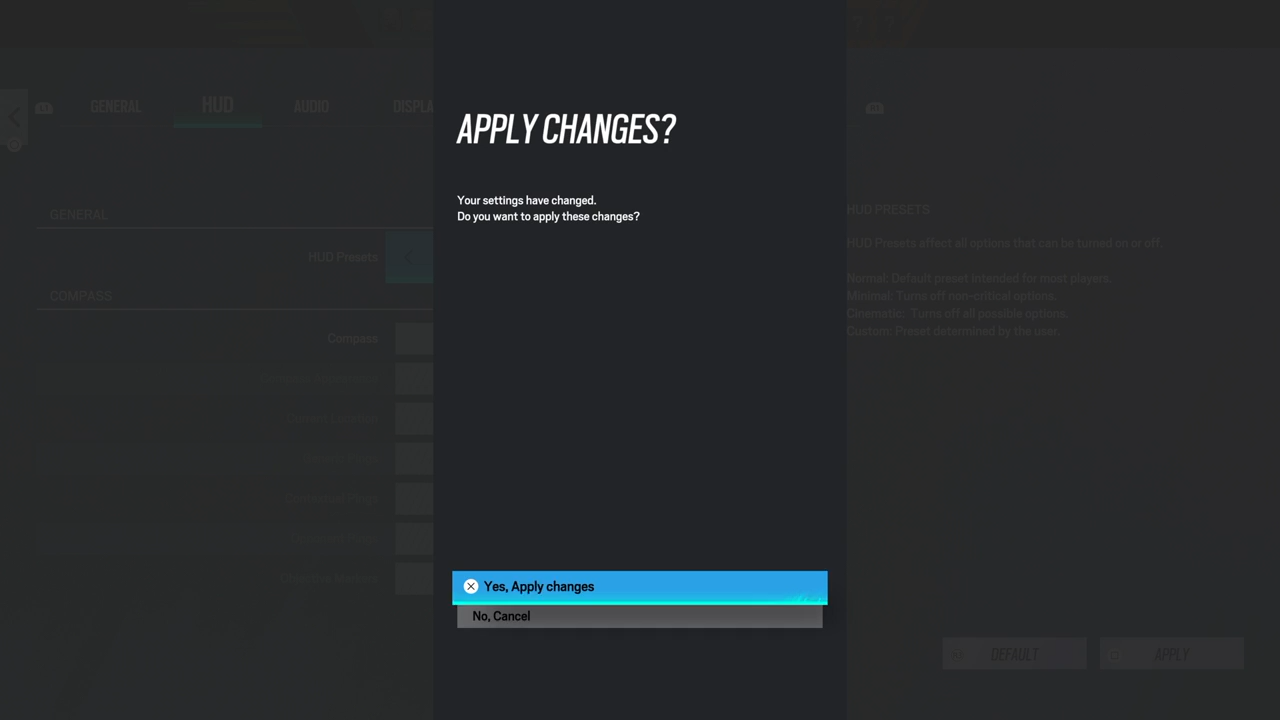 GENERAL
HUD
AUDIO
DISPLA
APPLY CHANGES?
Your settings have changed.
Do you want to apply these changes?
GENERAL
HUD Presets
COMPASS
Compass
Objective Markers
HUD PRESETS
HUD Presets affect all options that can be turned on or off.
Normal: Default preset intended for most players.
Minimal: Turns off non-critical options.
Cinematic: Turns off all possible options.
Custom: Preset determined by the user.
Yes, Apply changes
No, Cancel
DEFAULT
APPLY